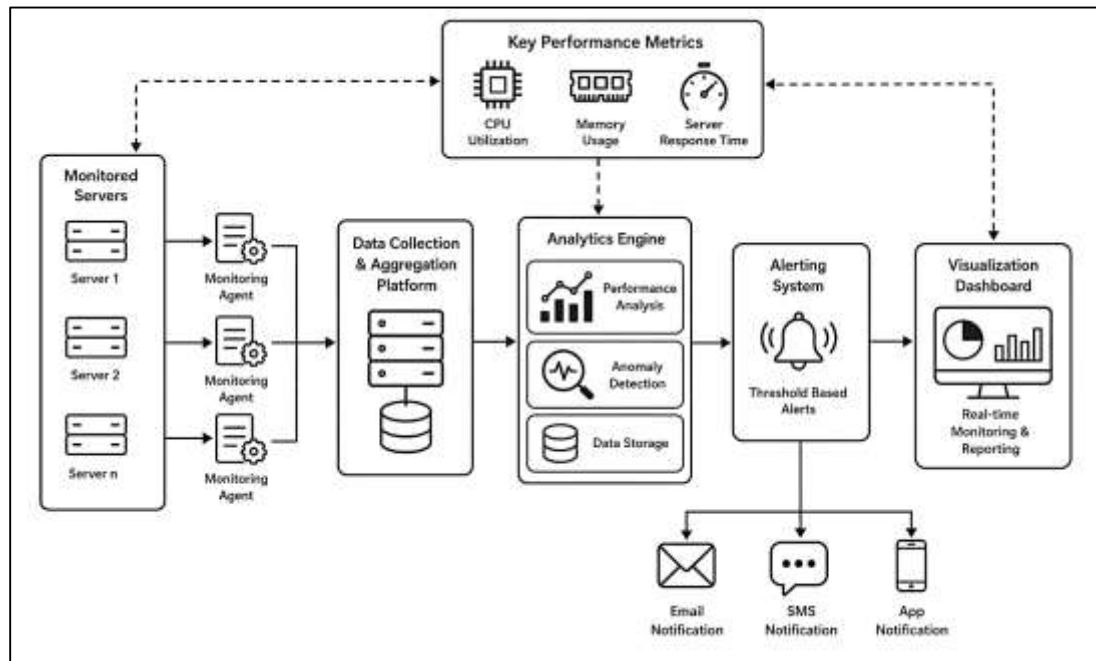 Key Performance Metrics
CPU
Utilization
Memory
Usage
Server
Response Time
Monitored
Servers
Server 1
Server 2
Server n
Monitoring
Agent
Monitoring
Agent
Monitoring
Agent
Data Collection
& Aggregation
Platform
Analytics Engine
Performance
Analysis
Anomaly
Detection
Data Storage
Alerting
System
Threshold Based
Alerts
Visualization
Dashboard
Real-time
Monitoring &
Reporting
Email
Notification
SMS
Notification
App
Notification